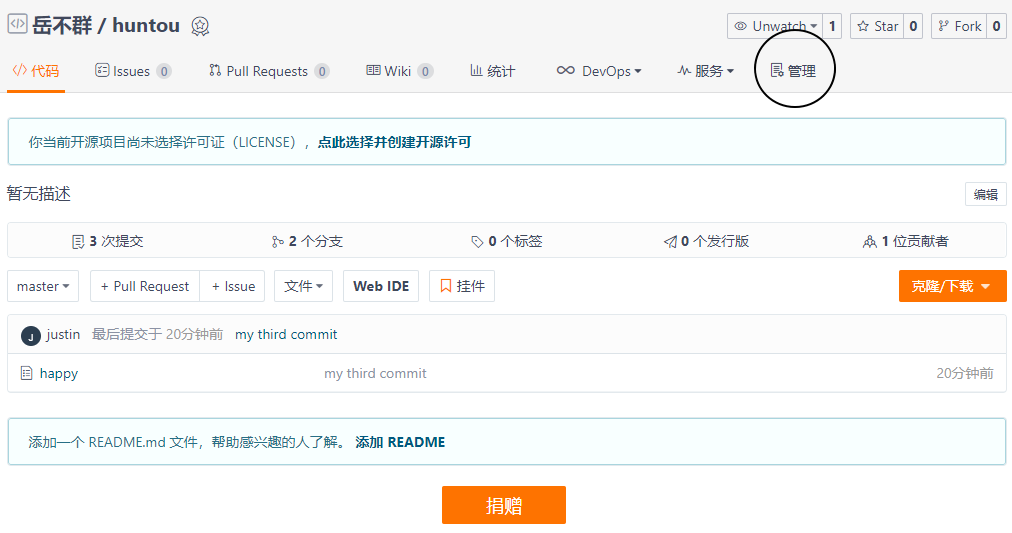 岳不群 / huntou
Unwatch 1 Star 0 Fork 0
代码 Issues 0 Pull Requests 0 Wiki 0 统计 DevOps 服务 管理
你当前开源项目尚未选择许可证（LICENSE），点此选择并创建开源许可
暂无描述 编辑
3 次提交 2 个分支 0 个标签 0 个发行版 1 位贡献者
master + Pull Request + Issue 文件 Web IDE 挂件 克隆/下载
J justin 最后提交于 20分钟前 my third commit
happy my third commit 20分钟前
添加一个 README.md 文件，帮助感兴趣的人了解。 添加 README
捐赠